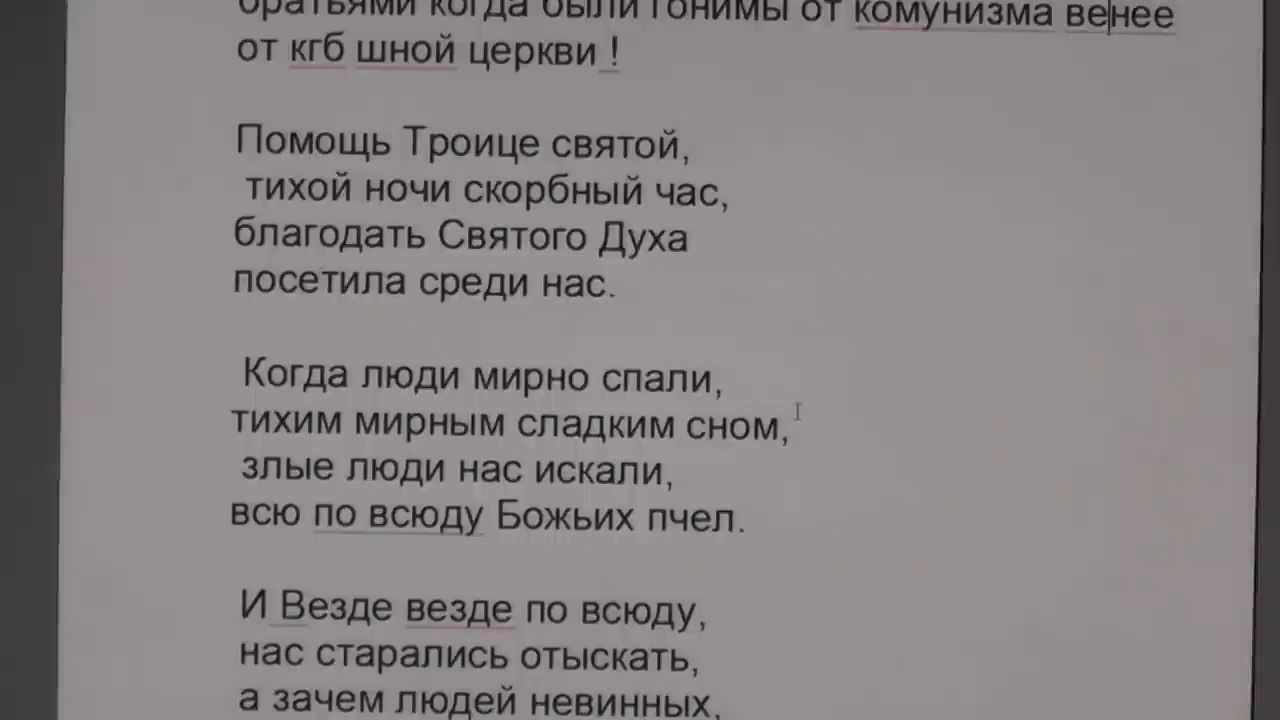 братьями когда были гонимы от комунизма венее
от кгб шной церкви !
Помощь Троице святой,
тихой ночи скорбный час,
благодать Святого Духа
посетила среди нас.
Когда люди мирно спали,
тихим мирным сладким сном,
злые люди нас искали,
всю по всюду Божьих пчел.
И Везде везде по всюду,
нас старались отыскать,
а зачем людей невинных,